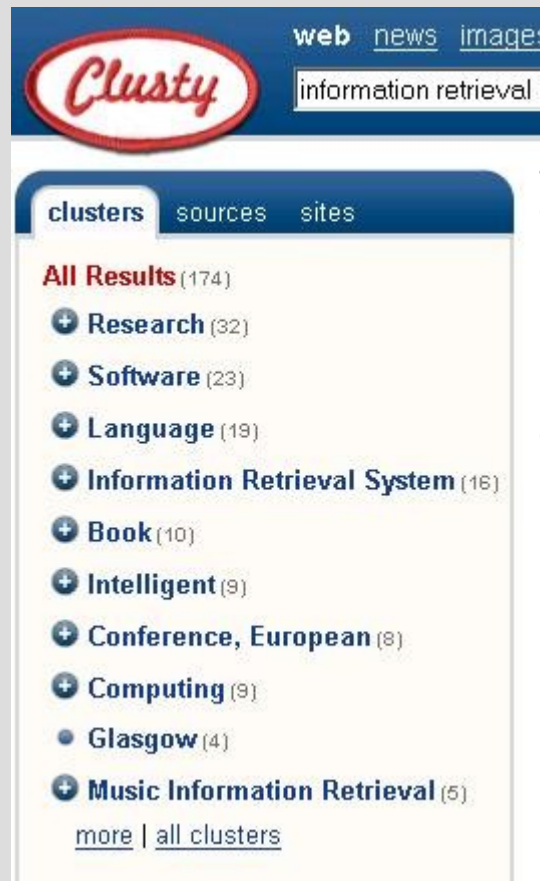 web news images
Clusty
information retrieval
clusters sources sites
All Results (174)
Research (32)
Software (23)
Language (19)
Information Retrieval System (16)
Book (10)
Intelligent (9)
Conference, European (8)
Computing (9)
Glasgow (4)
Music Information Retrieval (5)
more | all clusters